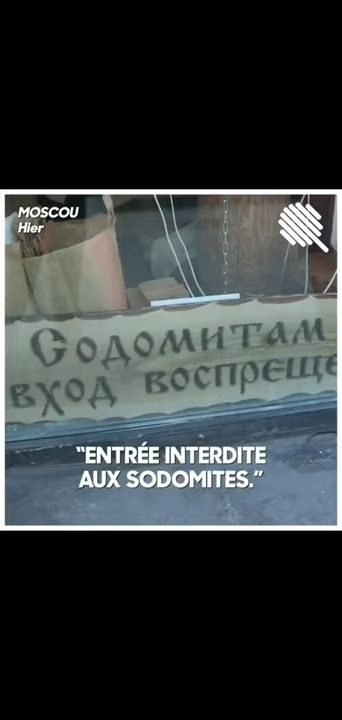 MOSCOU
Hier
Содомитам
вход воспреще
“ENTRÉE INTERDITE
AUX SODOMITES.”